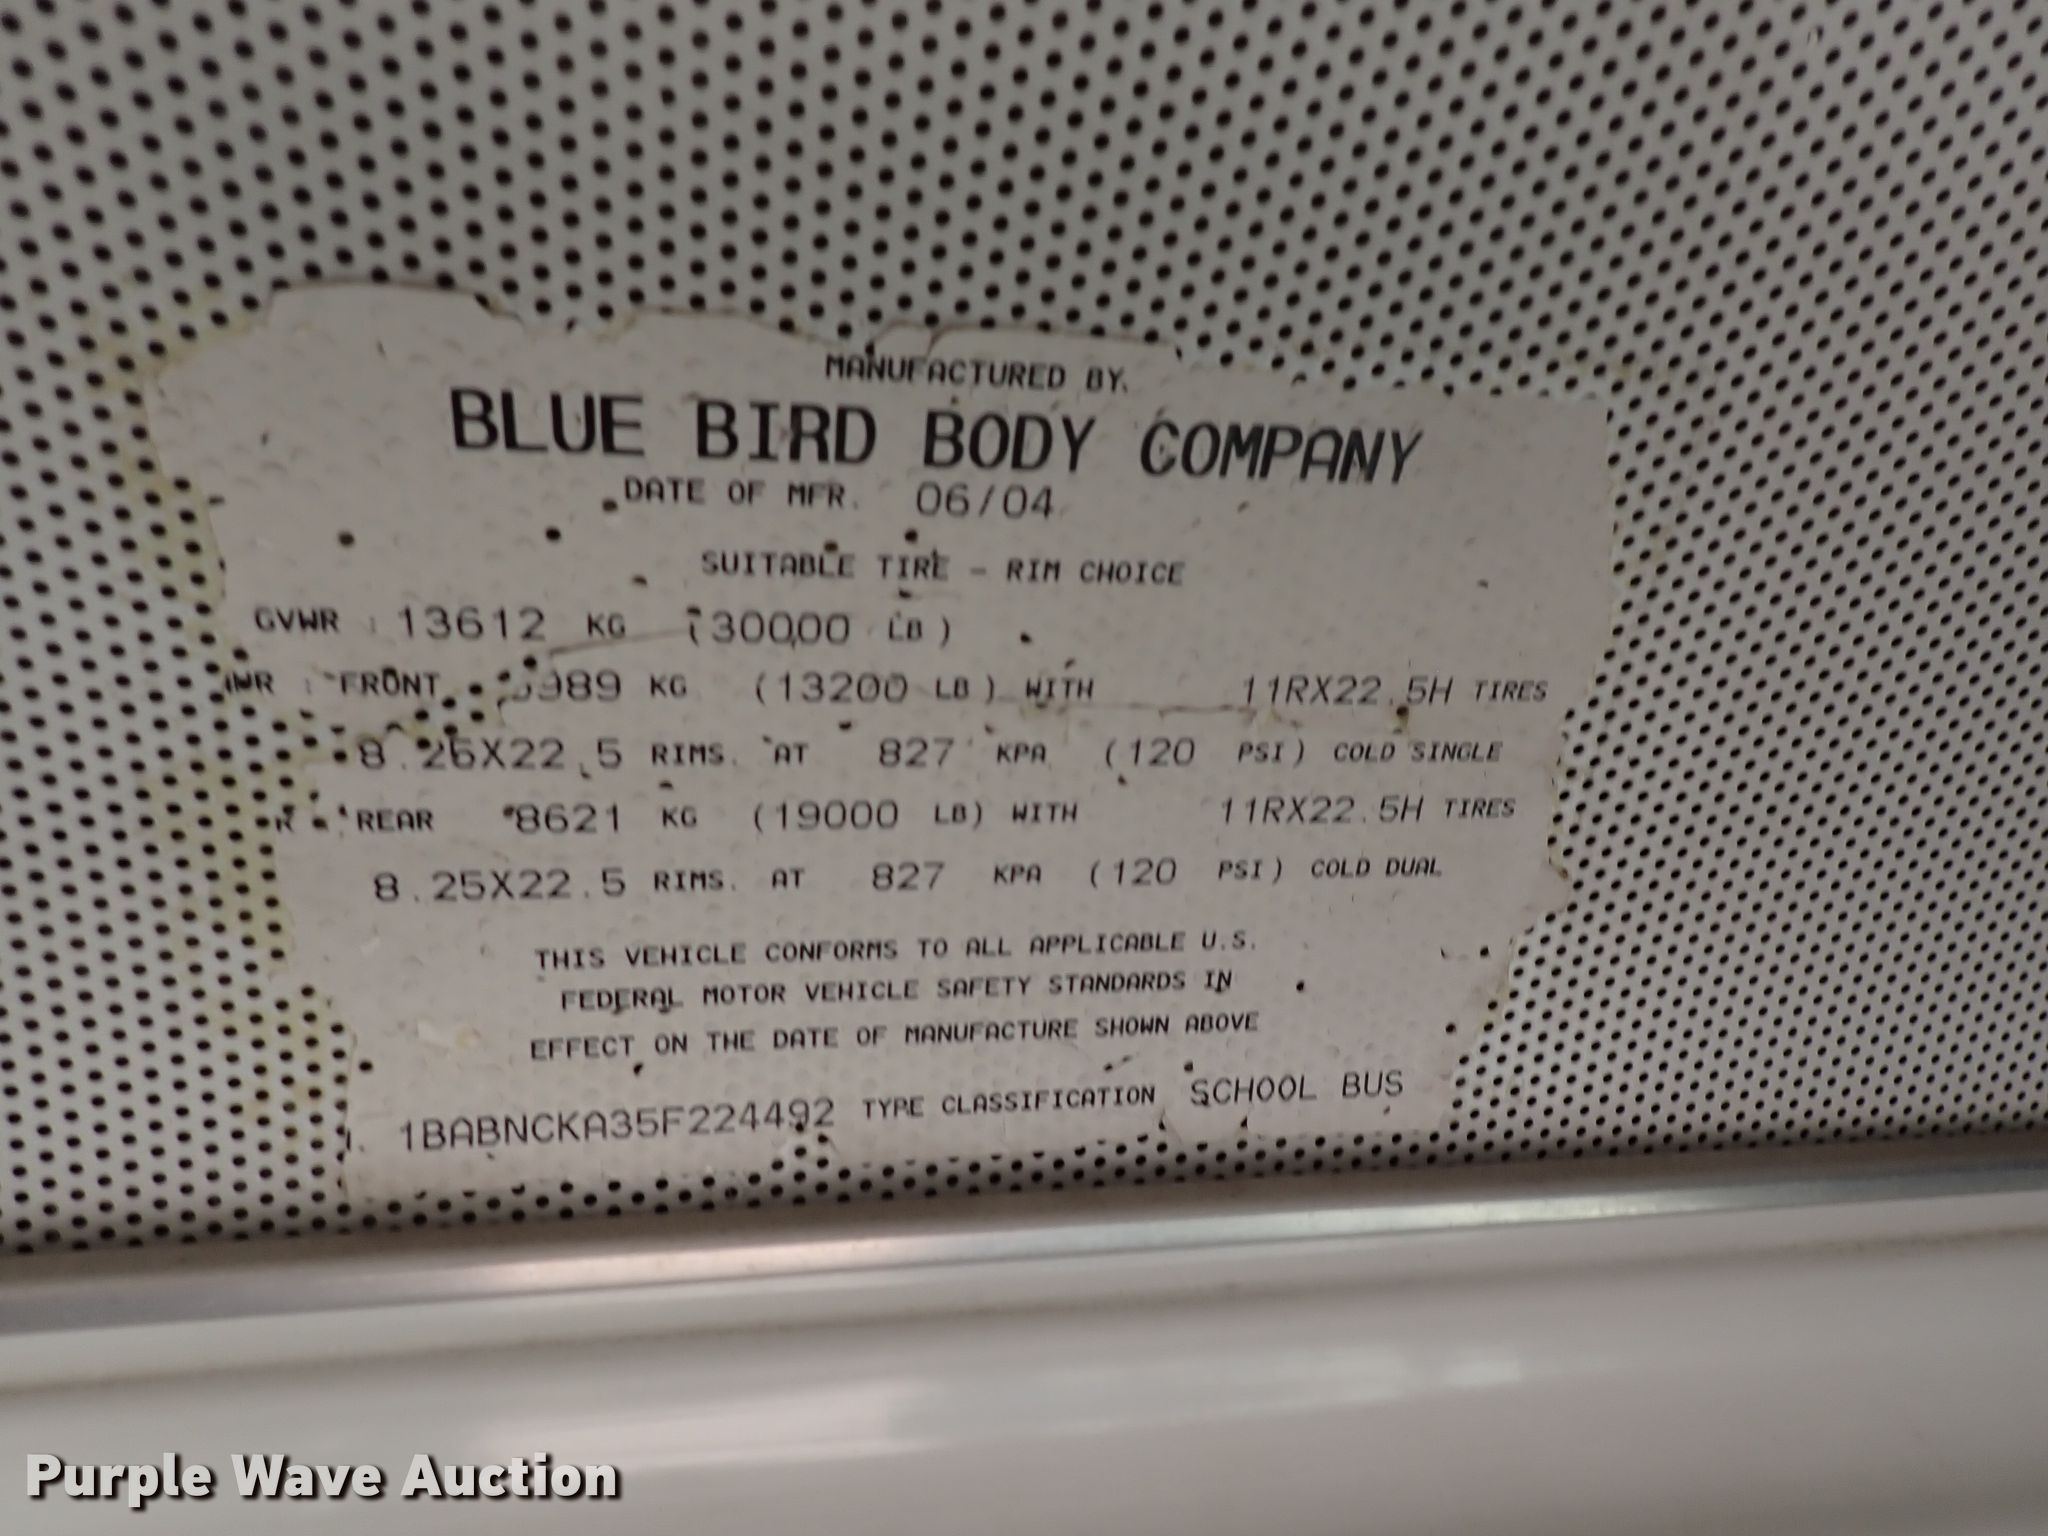 MANUFACTURED BY.
BLUE BIRD BODY COMPANY
DATE OF MFR. 06/04
SUITABLE TIRE - RIM CHOICE
GVWR : 13612 KG (30000 LB)
FRONT 989 KG (13200 LB) WITH 11RX22.5H TIRES
8.25X22.5 RIMS. AT 827 KPA (120 PSI) COLD SINGLE
REAR 8621 KG (19000 LB) WITH 11RX22.5H TIRES
8.25X22.5 RIMS. AT 827 KPA (120 PSI) COLD DUAL
THIS VEHICLE CONFORMS TO ALL APPLICABLE U.S.
FEDERAL MOTOR VEHICLE SAFETY STANDARDS IN
EFFECT ON THE DATE OF MANUFACTURE SHOWN ABOVE
1BABNCKA35F224492 TYPE CLASSIFICATION SCHOOL BUS
Purple Wave Auction